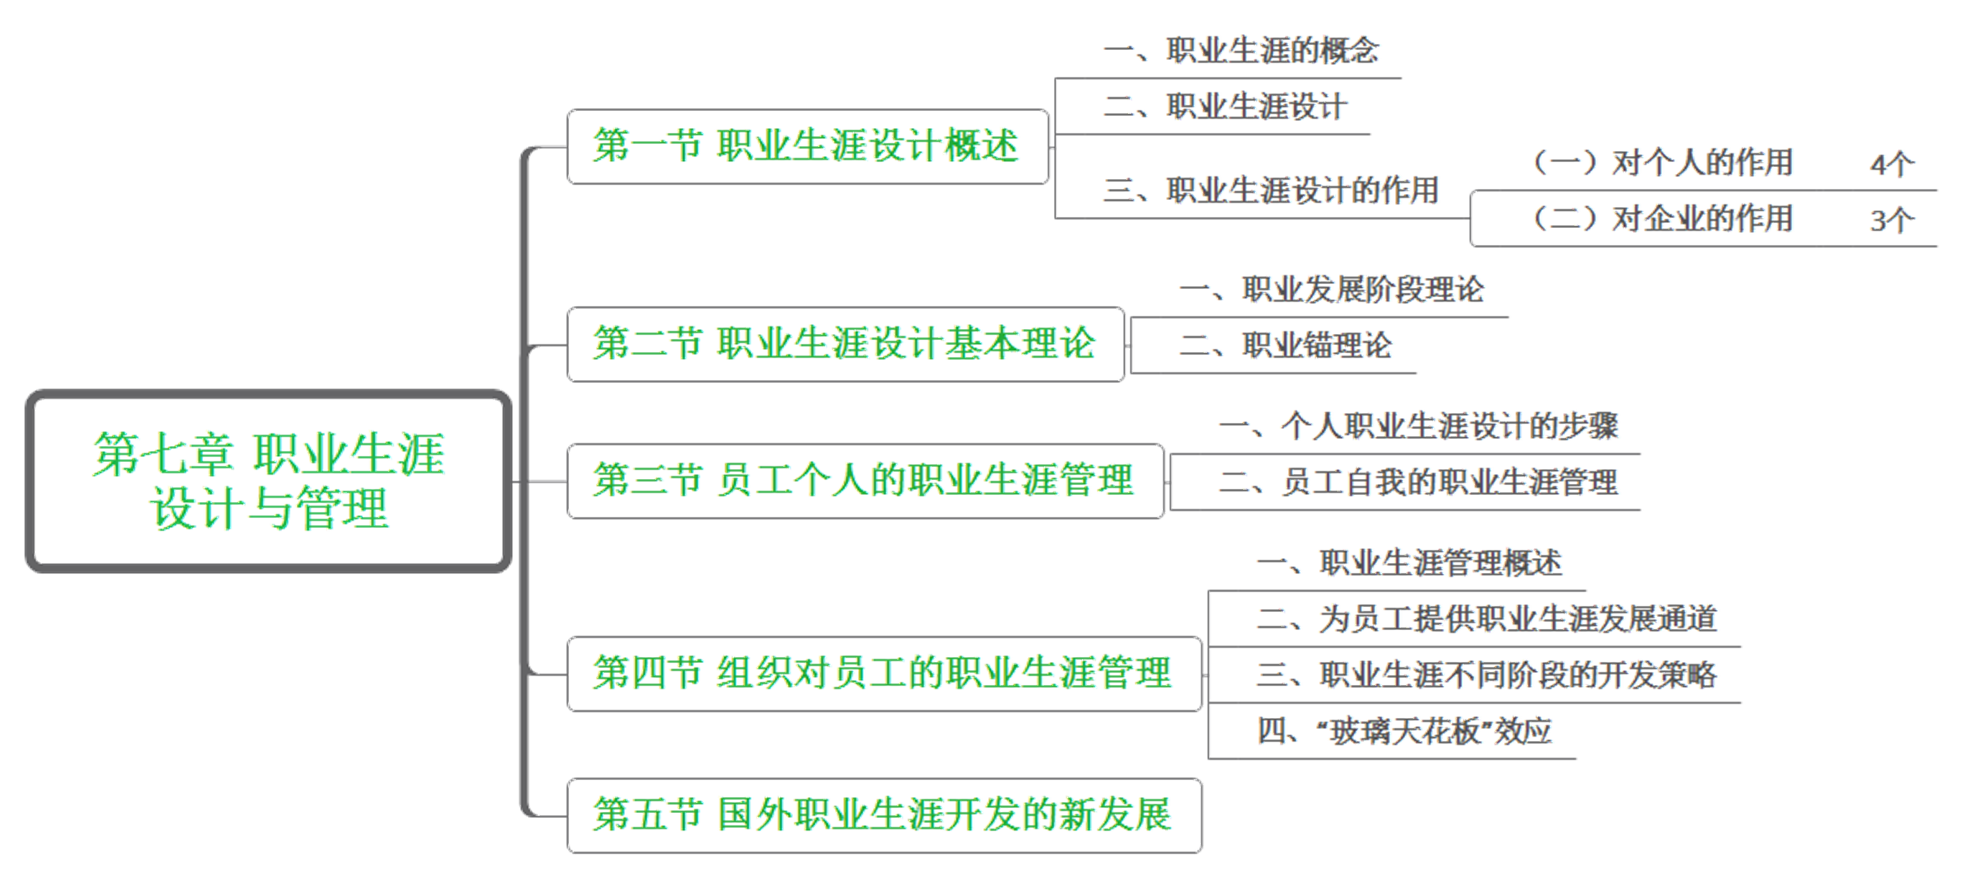 第七章 职业生涯
设计与管理
第一节 职业生涯设计概述
一、职业生涯的概念
二、职业生涯设计
三、职业生涯设计的作用
（一）对个人的作用 4个
（二）对企业的作用 3个
第二节 职业生涯设计基本理论
一、职业发展阶段理论
二、职业锚理论
第三节 员工个人的职业生涯管理
一、个人职业生涯设计的步骤
二、员工自我的职业生涯管理
第四节 组织对员工的职业生涯管理
一、职业生涯管理概述
二、为员工提供职业生涯发展通道
三、职业生涯不同阶段的开发策略
四、“玻璃天花板”效应
第五节 国外职业生涯开发的新发展